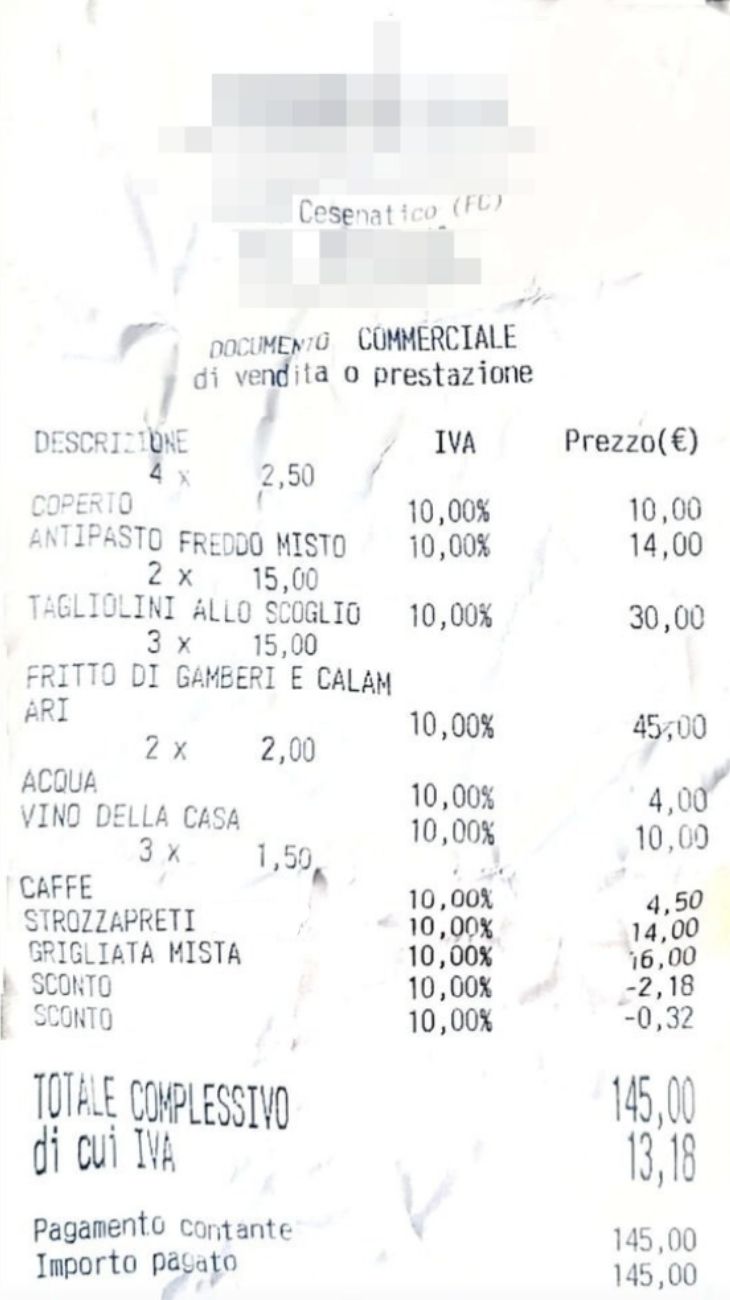 Cesenatico (FC)
DOCUMENTO COMMERCIALE
di vendita o prestazione
DESCRIZIONE IVA Prezzo(€)
4 x 2,50
COPERTO 10,00% 10,00
ANTIPASTO FREDDO MISTO 10,00% 14,00
2 x 15,00
TAGLIOLINI ALLO SCOGLIO 10,00% 30,00
3 x 15,00
FRITTO DI GAMBERI E CALAM
ARI 10,00% 45,00
2 x 2,00
ACQUA 10,00% 4,00
VINO DELLA CASA 10,00% 10,00
3 x 1,50
CAFFE 10,00% 4,50
STROZZAPRETI 10,00% 14,00
GRIGLIATA MISTA 10,00% 16,00
SCONTO 10,00% -2,18
SCONTO 10,00% -0,32
TOTALE COMPLESSIVO 145,00
di cui IVA 13,18
Pagamento contante 145,00
Importo pagato 145,00